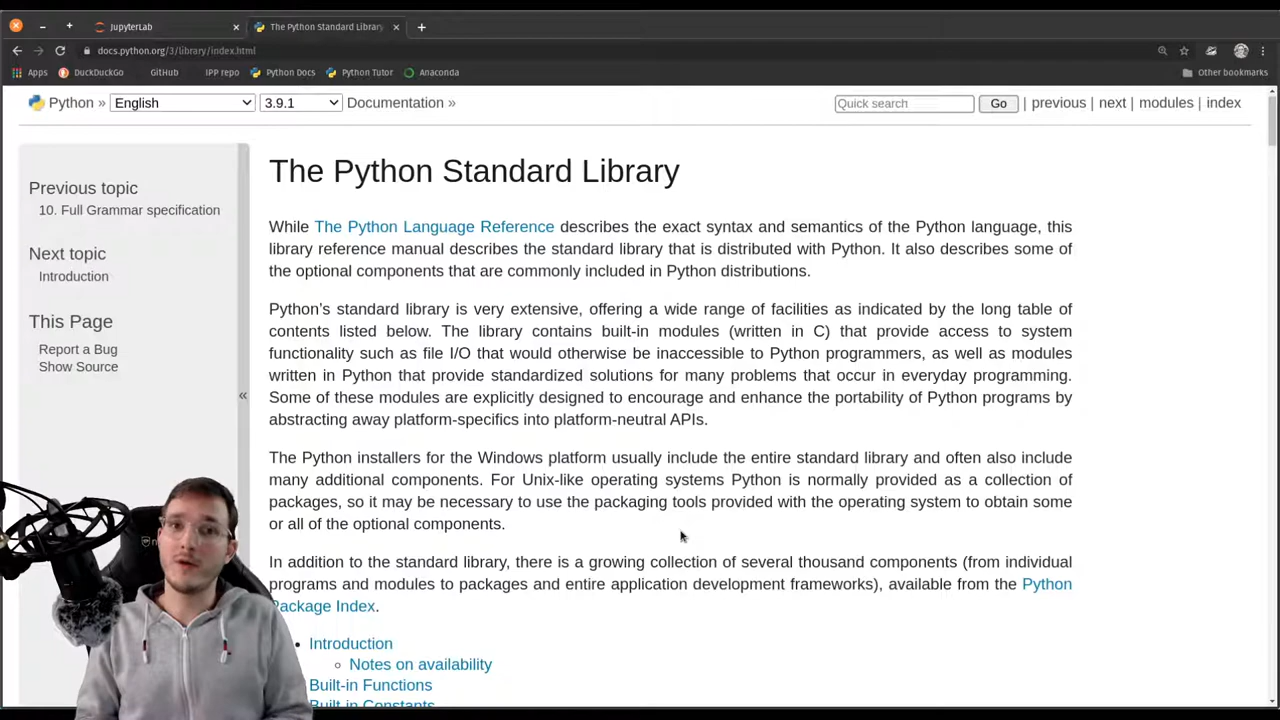 JupyterLab
The Python Standard Library
docs.python.org/3/library/index.html
Apps DuckDuckGo GitHub IPP repo Python Docs Python Tutor Anaconda Other bookmarks
Python » English 3.9.1 Documentation » Quick search Go | previous | next | modules | index
Previous topic
10. Full Grammar specification
Next topic
Introduction
This Page
Report a Bug
Show Source
«
The Python Standard Library
While The Python Language Reference describes the exact syntax and semantics of the Python language, this
library reference manual describes the standard library that is distributed with Python. It also describes some of
the optional components that are commonly included in Python distributions.
Python's standard library is very extensive, offering a wide range of facilities as indicated by the long table of
contents listed below. The library contains built-in modules (written in C) that provide access to system
functionality such as file I/O that would otherwise be inaccessible to Python programmers, as well as modules
written in Python that provide standardized solutions for many problems that occur in everyday programming.
Some of these modules are explicitly designed to encourage and enhance the portability of Python programs by
abstracting away platform-specifics into platform-neutral APIs.
The Python installers for the Windows platform usually include the entire standard library and often also include
many additional components. For Unix-like operating systems Python is normally provided as a collection of
packages, so it may be necessary to use the packaging tools provided with the operating system to obtain some
or all of the optional components.
In addition to the standard library, there is a growing collection of several thousand components (from individual
programs and modules to packages and entire application development frameworks), available from the Python
Package Index.
• Introduction
○ Notes on availability
Built-in Functions
Built-in Constants